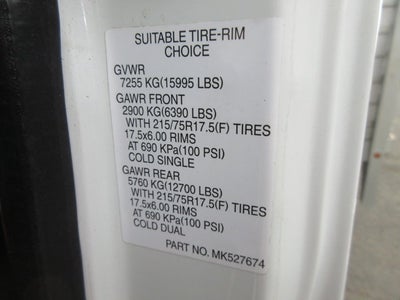 SUITABLE TIRE-RIM
CHOICE
GVWR
7255 KG(15995 LBS)
GAWR FRONT
2900 KG(6390 LBS)
WITH 215/75R17.5(F) TIRES
17.5x6.00 RIMS
AT 690 KPa(100 PSI)
COLD SINGLE
GAWR REAR
5760 KG(12700 LBS)
WITH 215/75R17.5(F) TIRES
17.5x6.00 RIMS
AT 690 KPa(100 PSI)
COLD DUAL
PART NO. MK527674